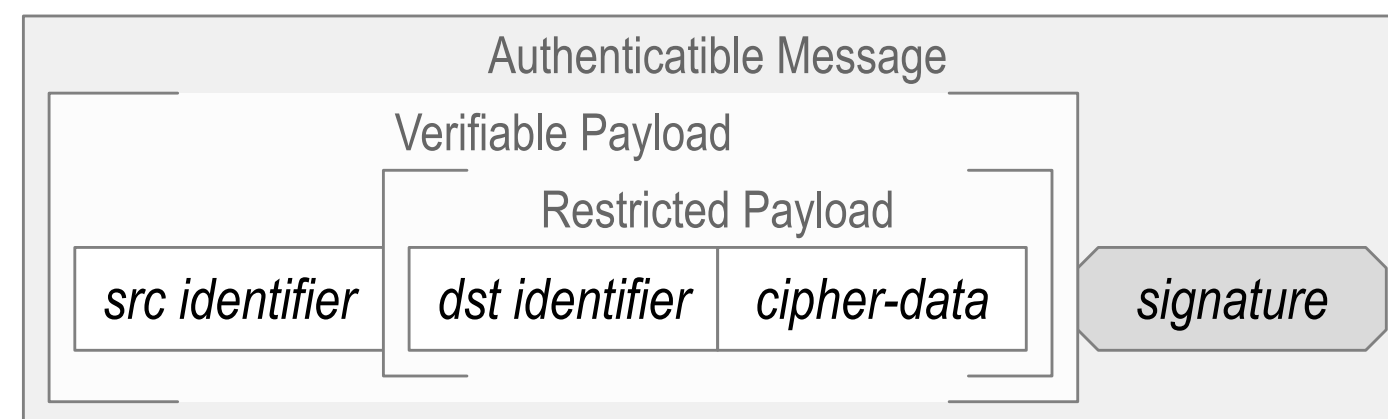 Authenticatible Message
Verifiable Payload
Restricted Payload
src identifier dst identifier cipher-data signature